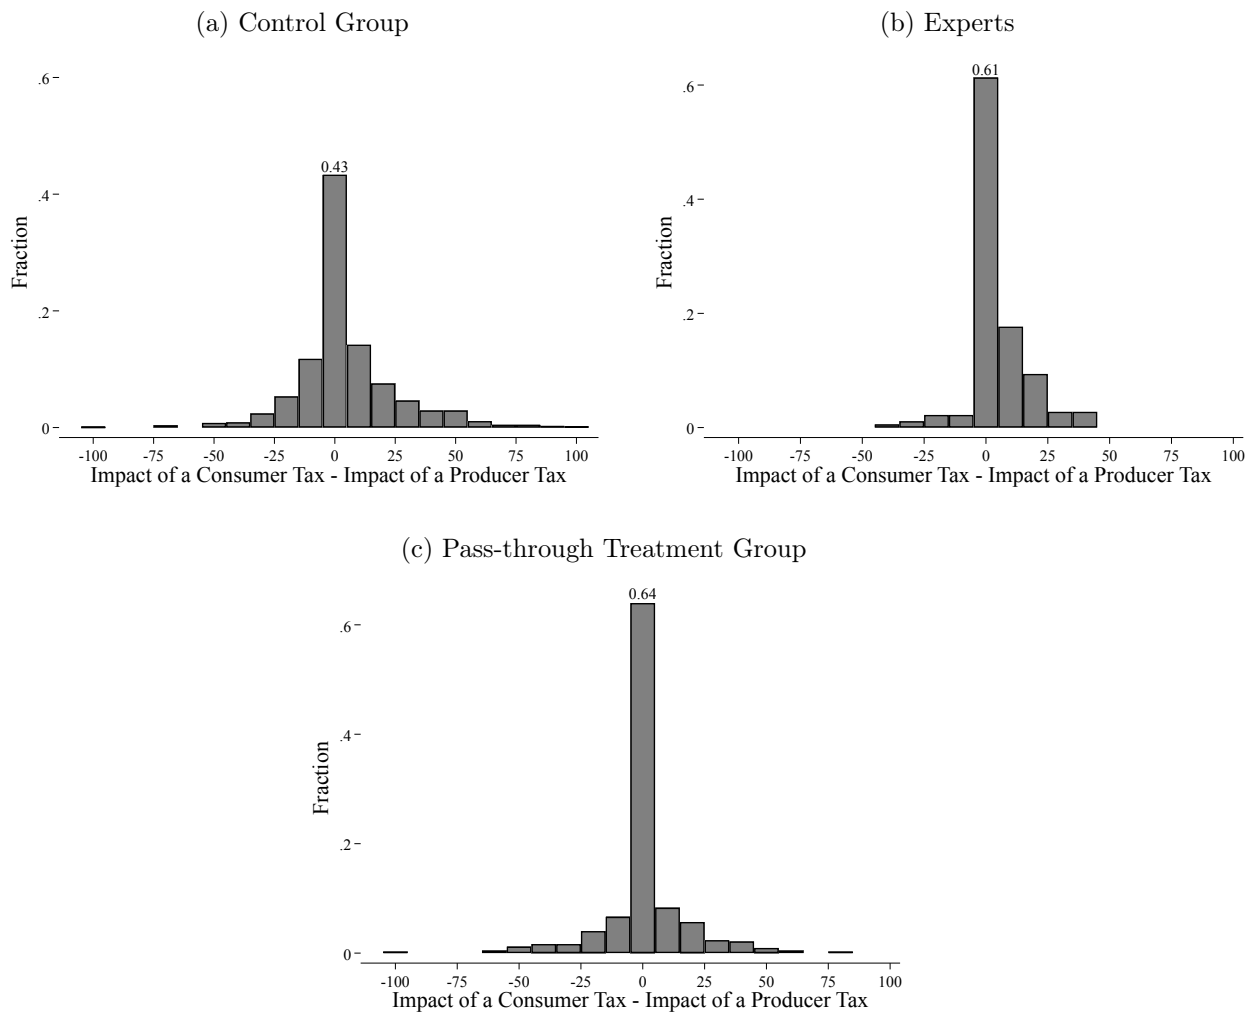 (a) Control Group
0.43
.6
.4
.2
0
Fraction
-100 -75 -50 -25 0 25 50 75 100
Impact of a Consumer Tax - Impact of a Producer Tax
(b) Experts
0.61
.6
.4
.2
0
Fraction
-100 -75 -50 -25 0 25 50 75 100
Impact of a Consumer Tax - Impact of a Producer Tax
(c) Pass-through Treatment Group
0.64
.6
.4
.2
0
Fraction
-100 -75 -50 -25 0 25 50 75 100
Impact of a Consumer Tax - Impact of a Producer Tax